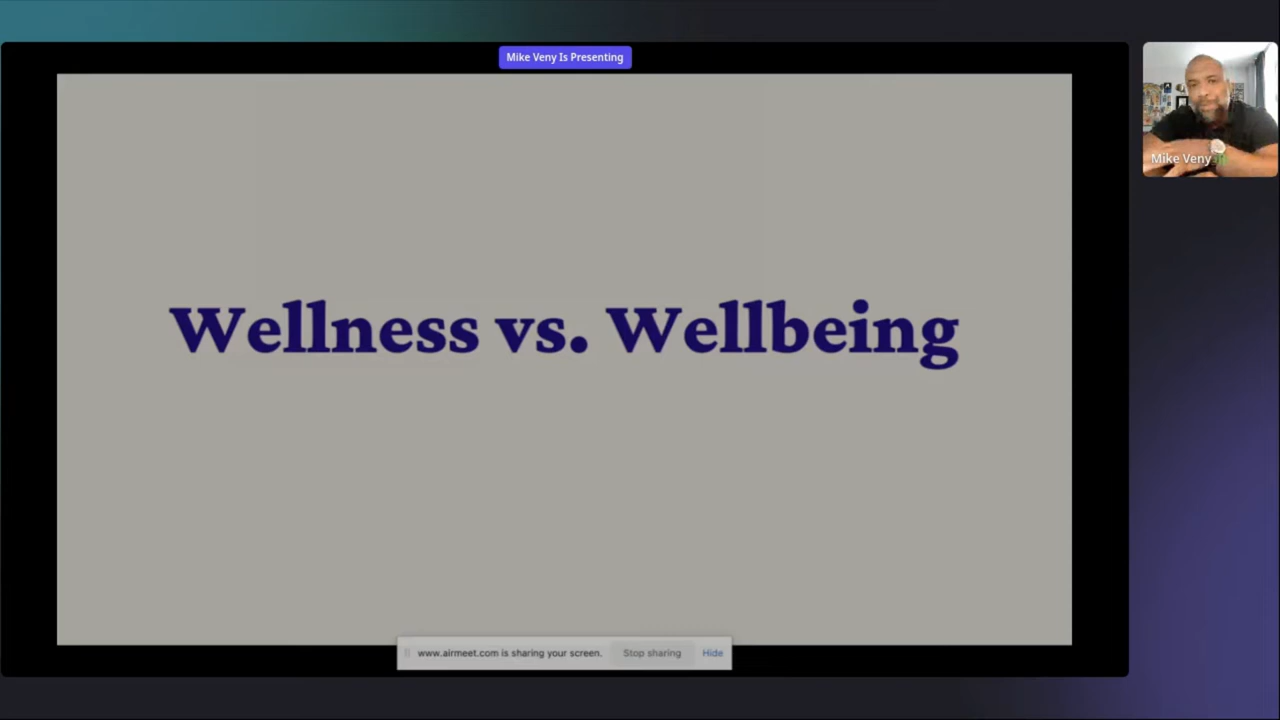 Mike Veny Is Presenting
Mike Veny
Wellness vs. Wellbeing
www.airmeet.com is sharing your screen. Stop sharing Hide